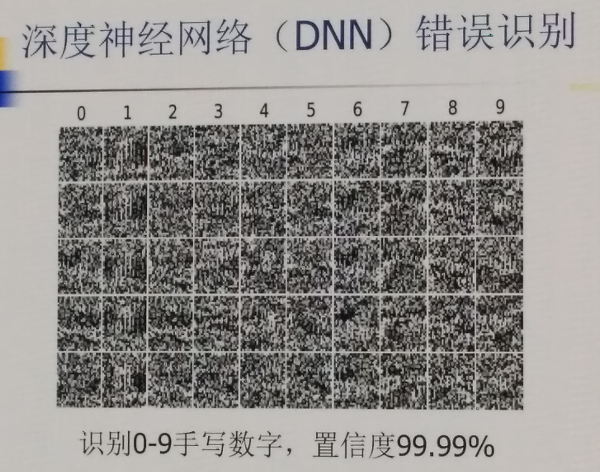 深度神经网络（DNN）错误识别
0 1 2 3 4 5 6 7 8 9
识别0-9手写数字，置信度99.99%